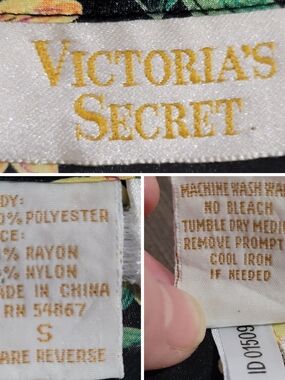 VICTORIA'S
SECRET
DY:
0% POLYESTER
CE:
% RAYON
% NYLON
DE IN CHINA
RN 54867
S
ARE REVERSE
MACHINE WASH WA
NO BLEACH
TUMBLE DRY MEDI
REMOVE PROMPT
COOL IRON
IF NEEDED
ID 01509